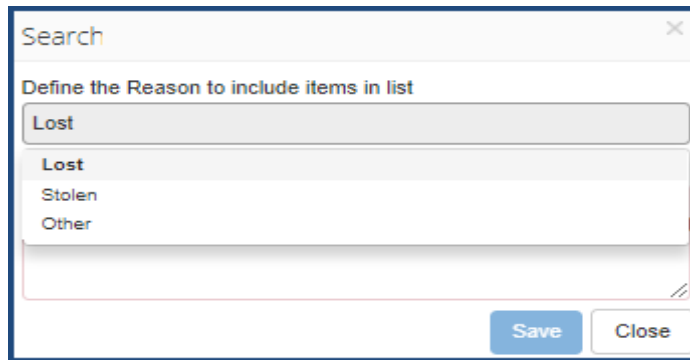 Search
×
Define the Reason to include items in list
Lost
Lost
Stolen
Other
Save
Close